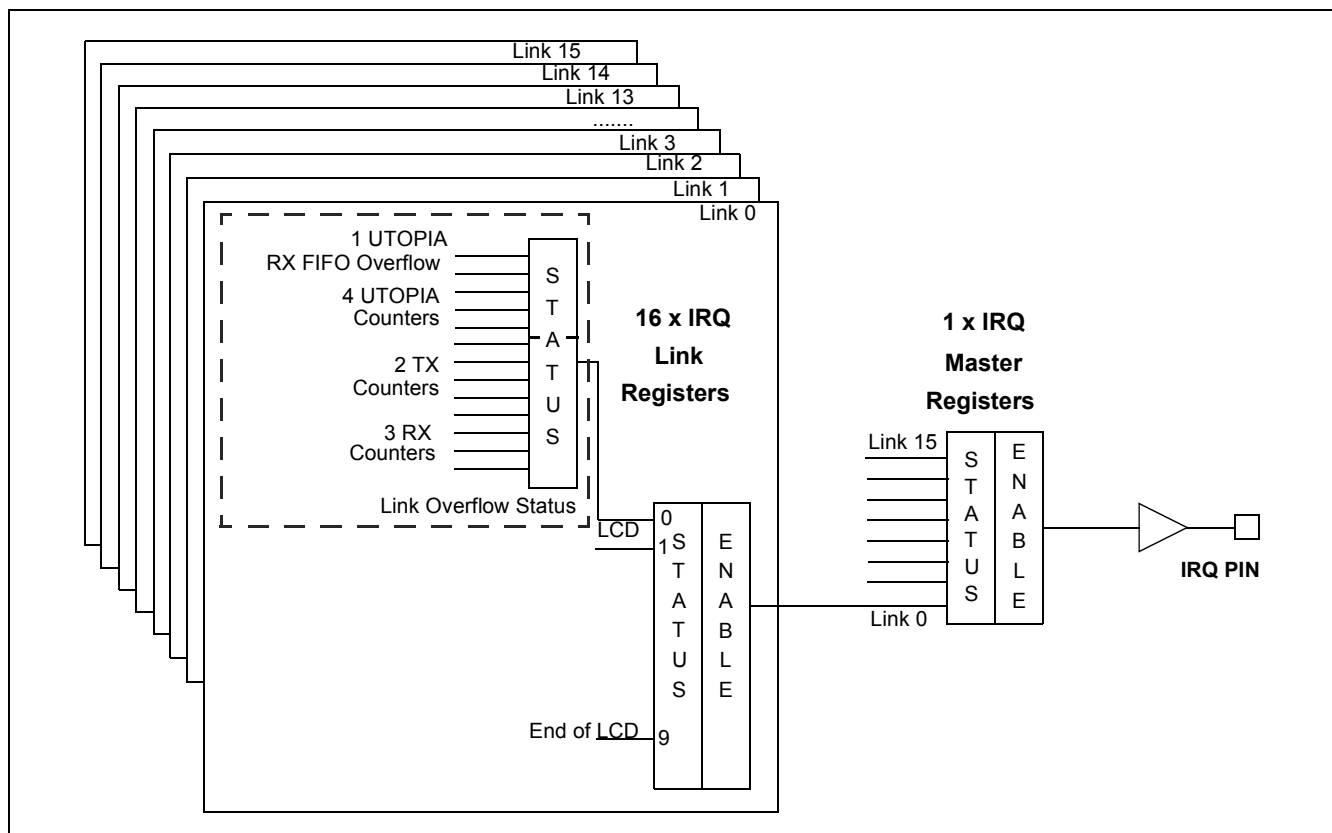 Link 15
Link 14
Link 13
.......
Link 3
Link 2
Link 1
Link 0
1 UTOPIA
RX FIFO Overflow
4 UTOPIA
Counters
2 TX
Counters
3 RX
Counters
S
T
A
T
U
S
Link Overflow Status
16 x IRQ
Link
Registers
LCD
0
1
End of LCD
9
S
T
A
T
U
S
E
N
A
B
L
E
1 x IRQ
Master
Registers
Link 15
Link 0
S
T
A
T
U
S
E
N
A
B
L
E
IRQ PIN